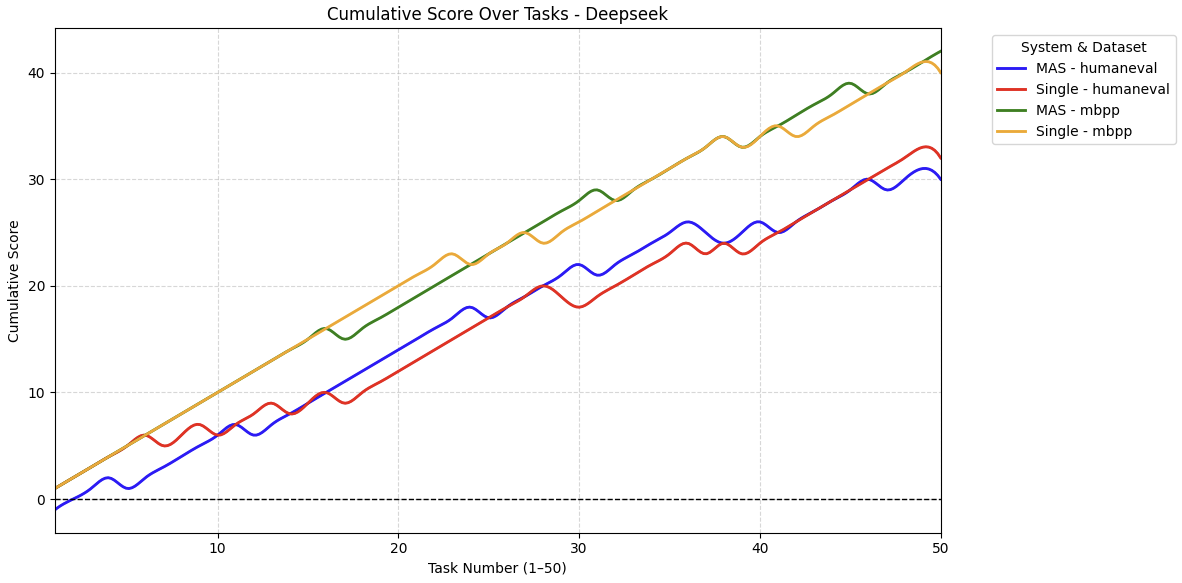 Cumulative Score Over Tasks - Deepseek
System & Dataset
MAS - humaneval
Single - humaneval
MAS - mbpp
Single - mbpp
Cumulative Score
40
30
20
10
0
10 20 30 40 50
Task Number (1–50)